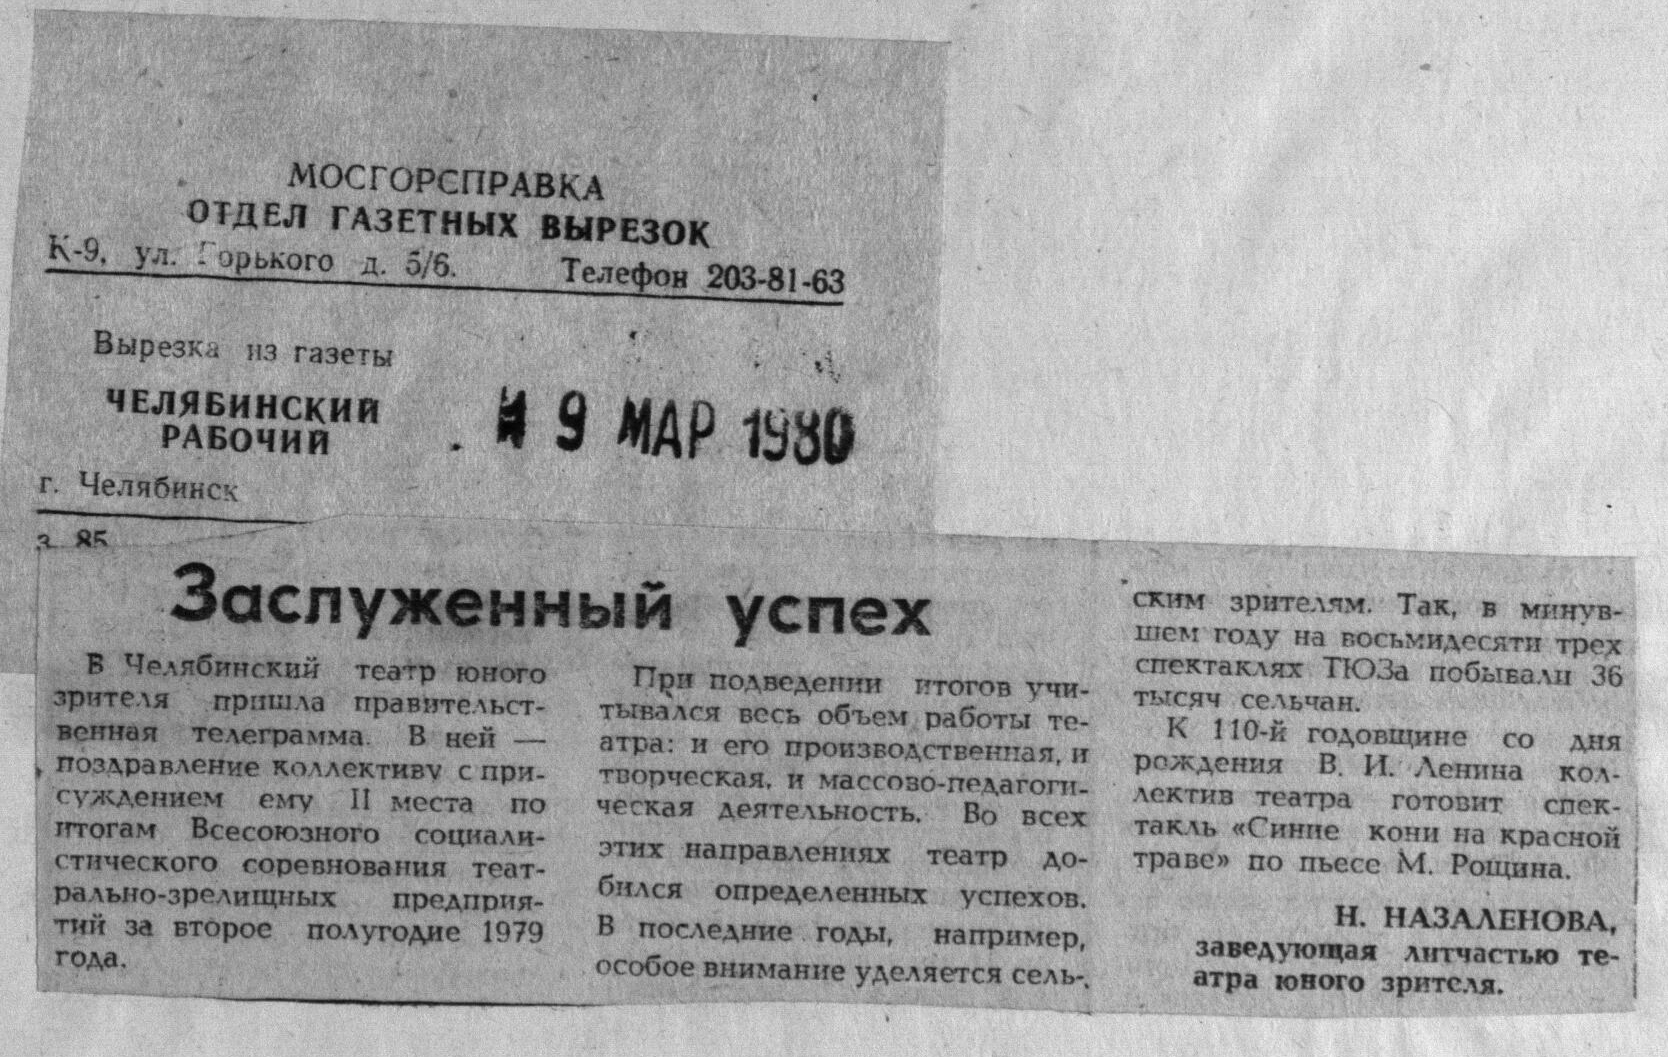 МОСГОРСПРАВКА
ОТДЕЛ ГАЗЕТНЫХ ВЫРЕЗОК
К-9, ул. Горького д. 5/6. Телефон 203-81-63
Вырезка из газеты
ЧЕЛЯБИНСКИЙ
РАБОЧИЙ
9 МАР 1980
г. Челябинск
з. 85
Заслуженный успех
В Челябинский театр юного
зрителя пришла правительст-
венная телеграмма. В ней —
поздравление коллективу с при-
суждением ему II места по
итогам Всесоюзного социали-
стического соревнования теат-
рально-зрелищных предприя-
тий за второе полугодие 1979
года.
При подведении итогов учи-
тывался весь объем работы те-
атра: и его производственная, и
творческая, и массово-педагоги-
ческая деятельность. Во всех
этих направлениях театр до-
бился определенных успехов.
В последние годы, например,
особое внимание уделяется сель-
ским зрителям. Так, в минув-
шем году на восьмидесяти трех
спектаклях ТЮЗа побывали 36
тысяч сельчан.
К 110-й годовщине со дня
рождения В. И. Ленина кол-
лектив театра готовит спек-
такль «Синие кони на красной
траве» по пьесе М. Рощина.
Н. НАЗАЛЕНОВА,
заведующая литчастью те-
атра юного зрителя.